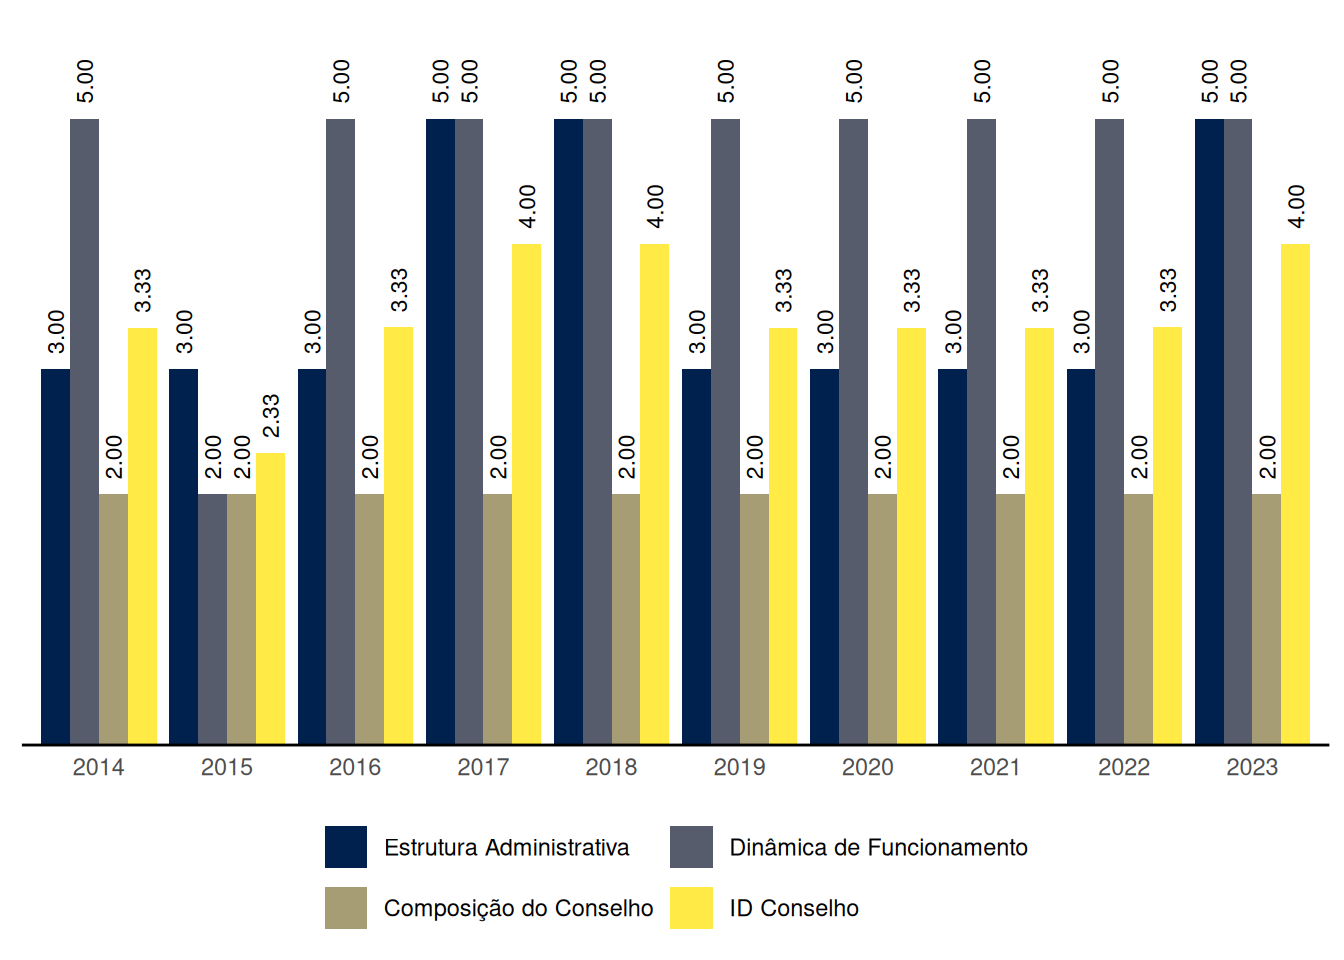 3.00 5.00 2.00 3.33 3.00 2.00 2.00 2.33 3.00 5.00 2.00 3.33 5.00 5.00 2.00 4.00 5.00 5.00 2.00 4.00 3.00 5.00 2.00 3.33 3.00 5.00 2.00 3.33 3.00 5.00 2.00 3.33 3.00 5.00 2.00 3.33 5.00 5.00 2.00 4.00
2014 2015 2016 2017 2018 2019 2020 2021 2022 2023
Estrutura Administrativa Dinâmica de Funcionamento
Composição do Conselho ID Conselho